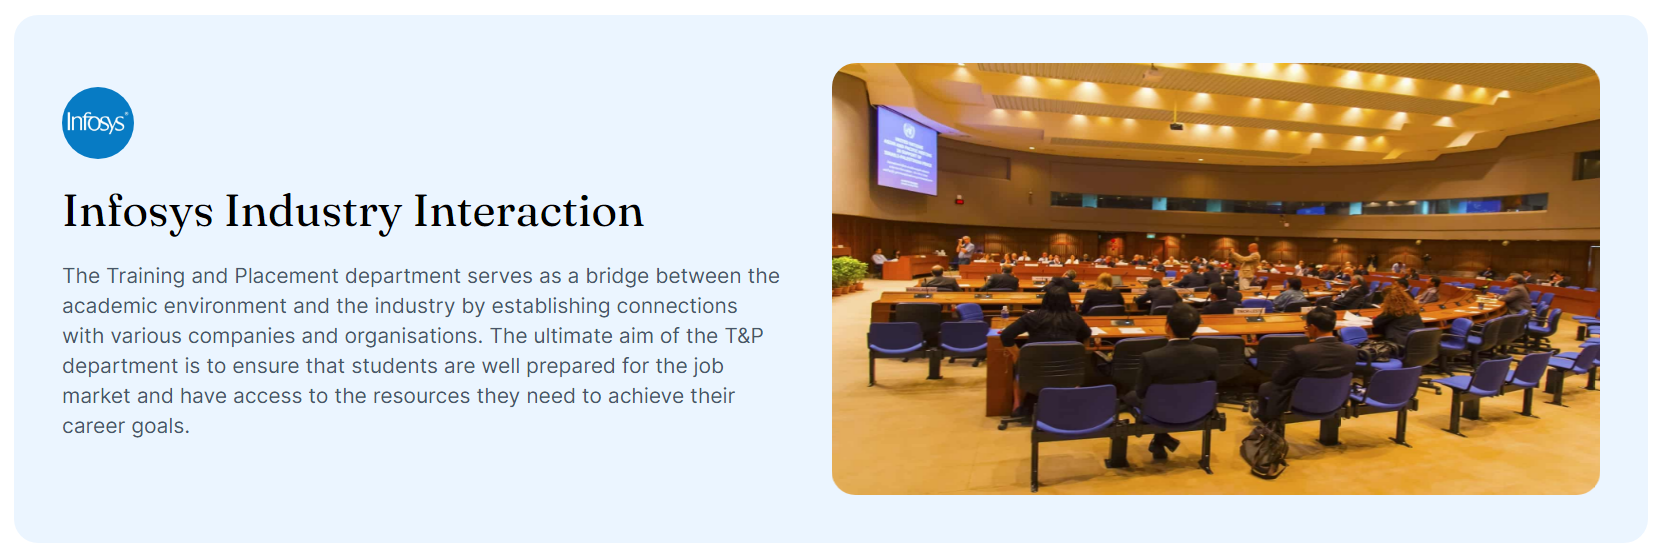 Infosys
Infosys Industry Interaction
The Training and Placement department serves as a bridge between the
academic environment and the industry by establishing connections
with various companies and organisations. The ultimate aim of the T&P
department is to ensure that students are well prepared for the job
market and have access to the resources they need to achieve their
career goals.